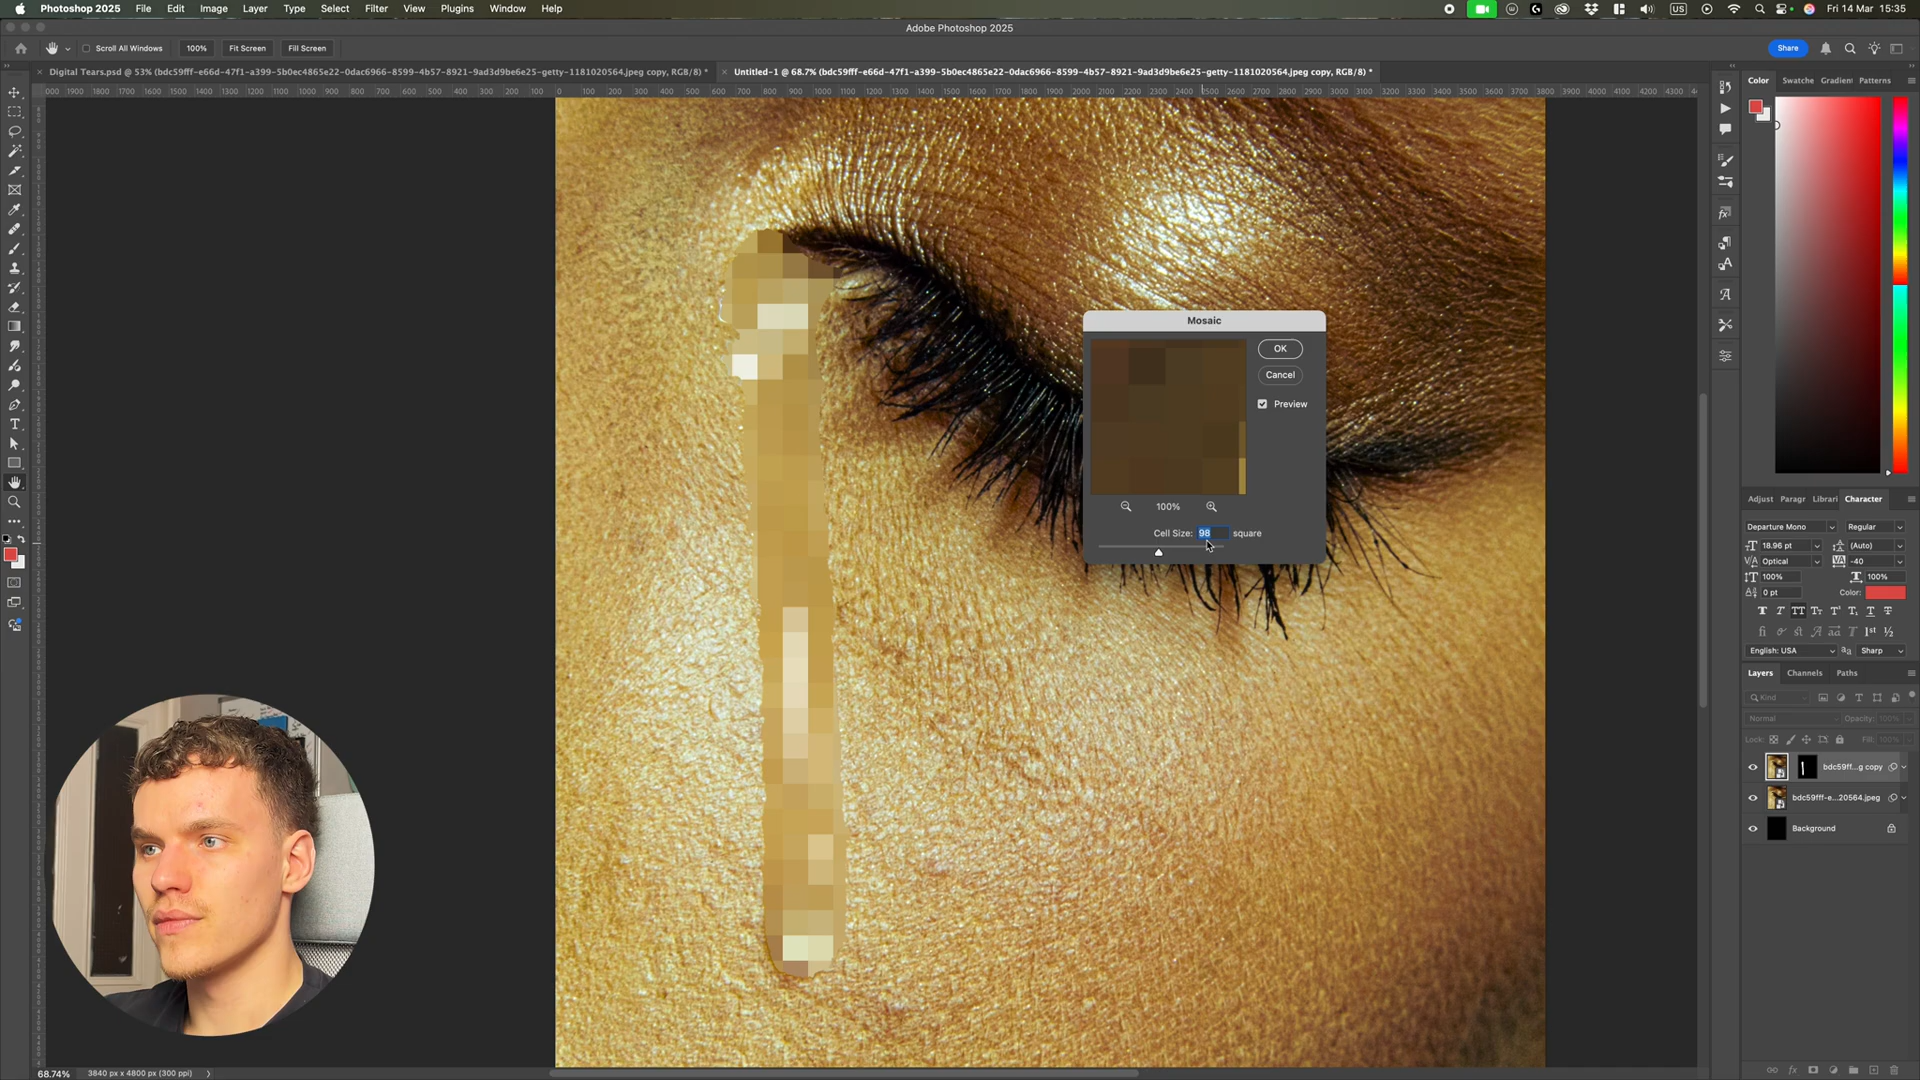 Photoshop 2025 File Edit Image Layer Type Select Filter View Plugins Window Help US Fri 14 Mar 15:35
Adobe Photoshop 2025
Scroll All Windows 100% Fit Screen Fill Screen Share
Digital Tears.psd @ 53% (bdc59fff-e66d-47f1-a399-5b0ec4865e22-0dac6966-8599-4b57-8921-9ad3d9be6e25-getty-1181020564.jpeg copy, RGB/8) *
Untitled-1 @ 68.7% (bdc59fff-e66d-47f1-a399-5b0ec4865e22-0dac6966-8599-4b57-8921-9ad3d9be6e25-getty-1181020564.jpeg copy, RGB/8) *
Color Swatche Gradien Patterns
Mosaic
OK
Cancel
Preview
100%
Cell Size: 98 square
Adjust Paragr Librari Character
Departure Mono Regular
18.96 pt (Auto)
Optical -40
100% 100%
0 pt Color:
English: USA Sharp
Layers Channels Paths
Kind
Normal Opacity: 100%
Lock: Fill: 100%
bdc59ff...g copy
bdc59fff-e...20564.jpeg
Background
68.74% 3840 px x 4800 px (300 ppi)